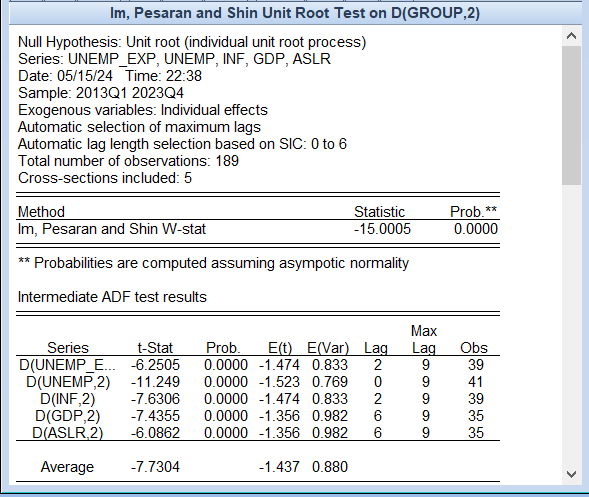 Im, Pesaran and Shin Unit Root Test on D(GROUP,2)
Null Hypothesis: Unit root (individual unit root process)
Series: UNEMP_EXP, UNEMP, INF, GDP, ASLR
Date: 05/15/24 Time: 22:38
Sample: 2013Q1 2023Q4
Exogenous variables: Individual effects
Automatic selection of maximum lags
Automatic lag length selection based on SIC: 0 to 6
Total number of observations: 189
Cross-sections included: 5
Method Statistic Prob.**
Im, Pesaran and Shin W-stat -15.0005 0.0000
** Probabilities are computed assuming asympotic normality
Intermediate ADF test results
Max
Series t-Stat Prob. E(t) E(Var) Lag Lag Obs
D(UNEMP_E... -6.2505 0.0000 -1.474 0.833 2 9 39
D(UNEMP,2) -11.249 0.0000 -1.523 0.769 0 9 41
D(INF,2) -7.6306 0.0000 -1.474 0.833 2 9 39
D(GDP,2) -7.4355 0.0000 -1.356 0.982 6 9 35
D(ASLR,2) -6.0862 0.0000 -1.356 0.982 6 9 35
Average -7.7304 -1.437 0.880